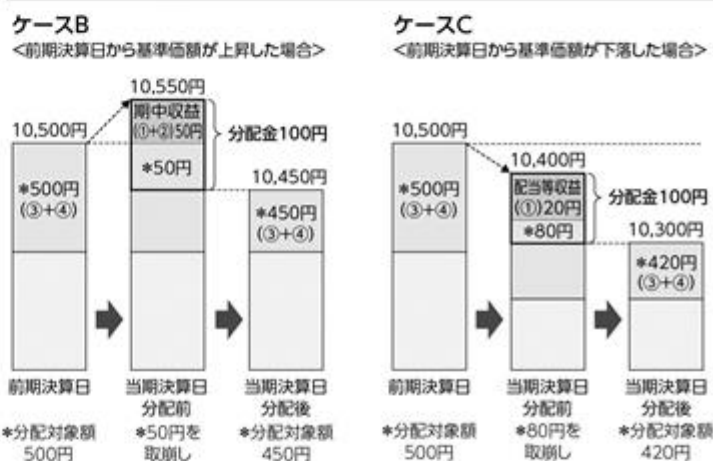 ケースB
<前期決算日から基準価額が上昇した場合>
10,550円
期中収益
(①+②)50円
*50円
分配金100円
10,500円
*500円
(③+④)
10,450円
*450円
(③+④)
前期決算日
当期決算日
分配前
当期決算日
分配後
*分配対象額
500円
*50円を
取崩し
*分配対象額
450円
ケースC
<前期決算日から基準価額が下落した場合>
10,500円
*500円
(③+④)
10,400円
配当等収益
(①)20円
*80円
分配金100円
10,300円
*420円
(③+④)
前期決算日
当期決算日
分配前
当期決算日
分配後
*分配対象額
500円
*80円を
取崩し
*分配対象額
420円